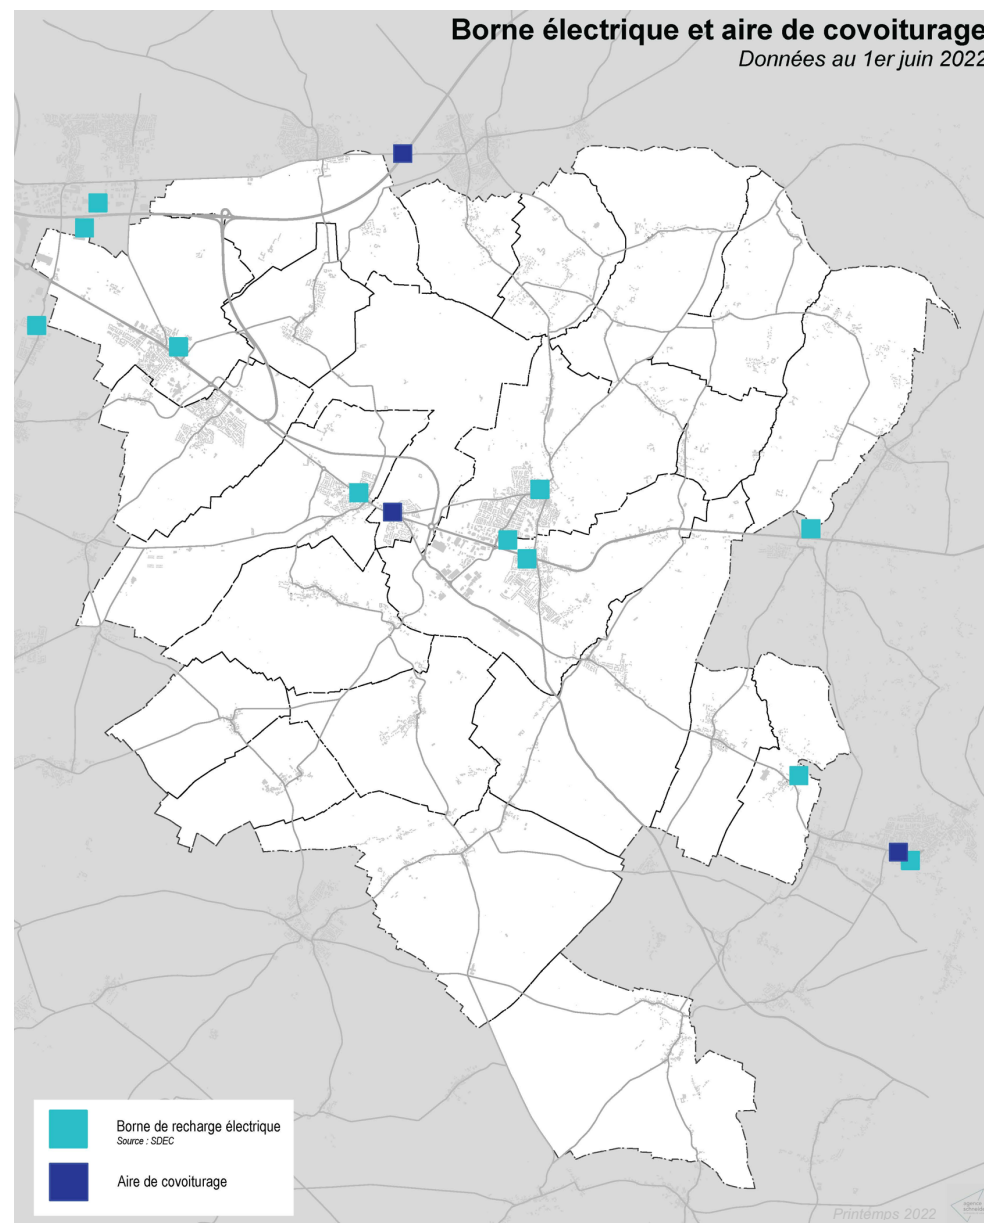 Borne électrique et aire de covoiturage
Données au 1er juin 2022
Borne de recharge électrique
Source : SDEC
Aire de covoiturage
Printemps 2022